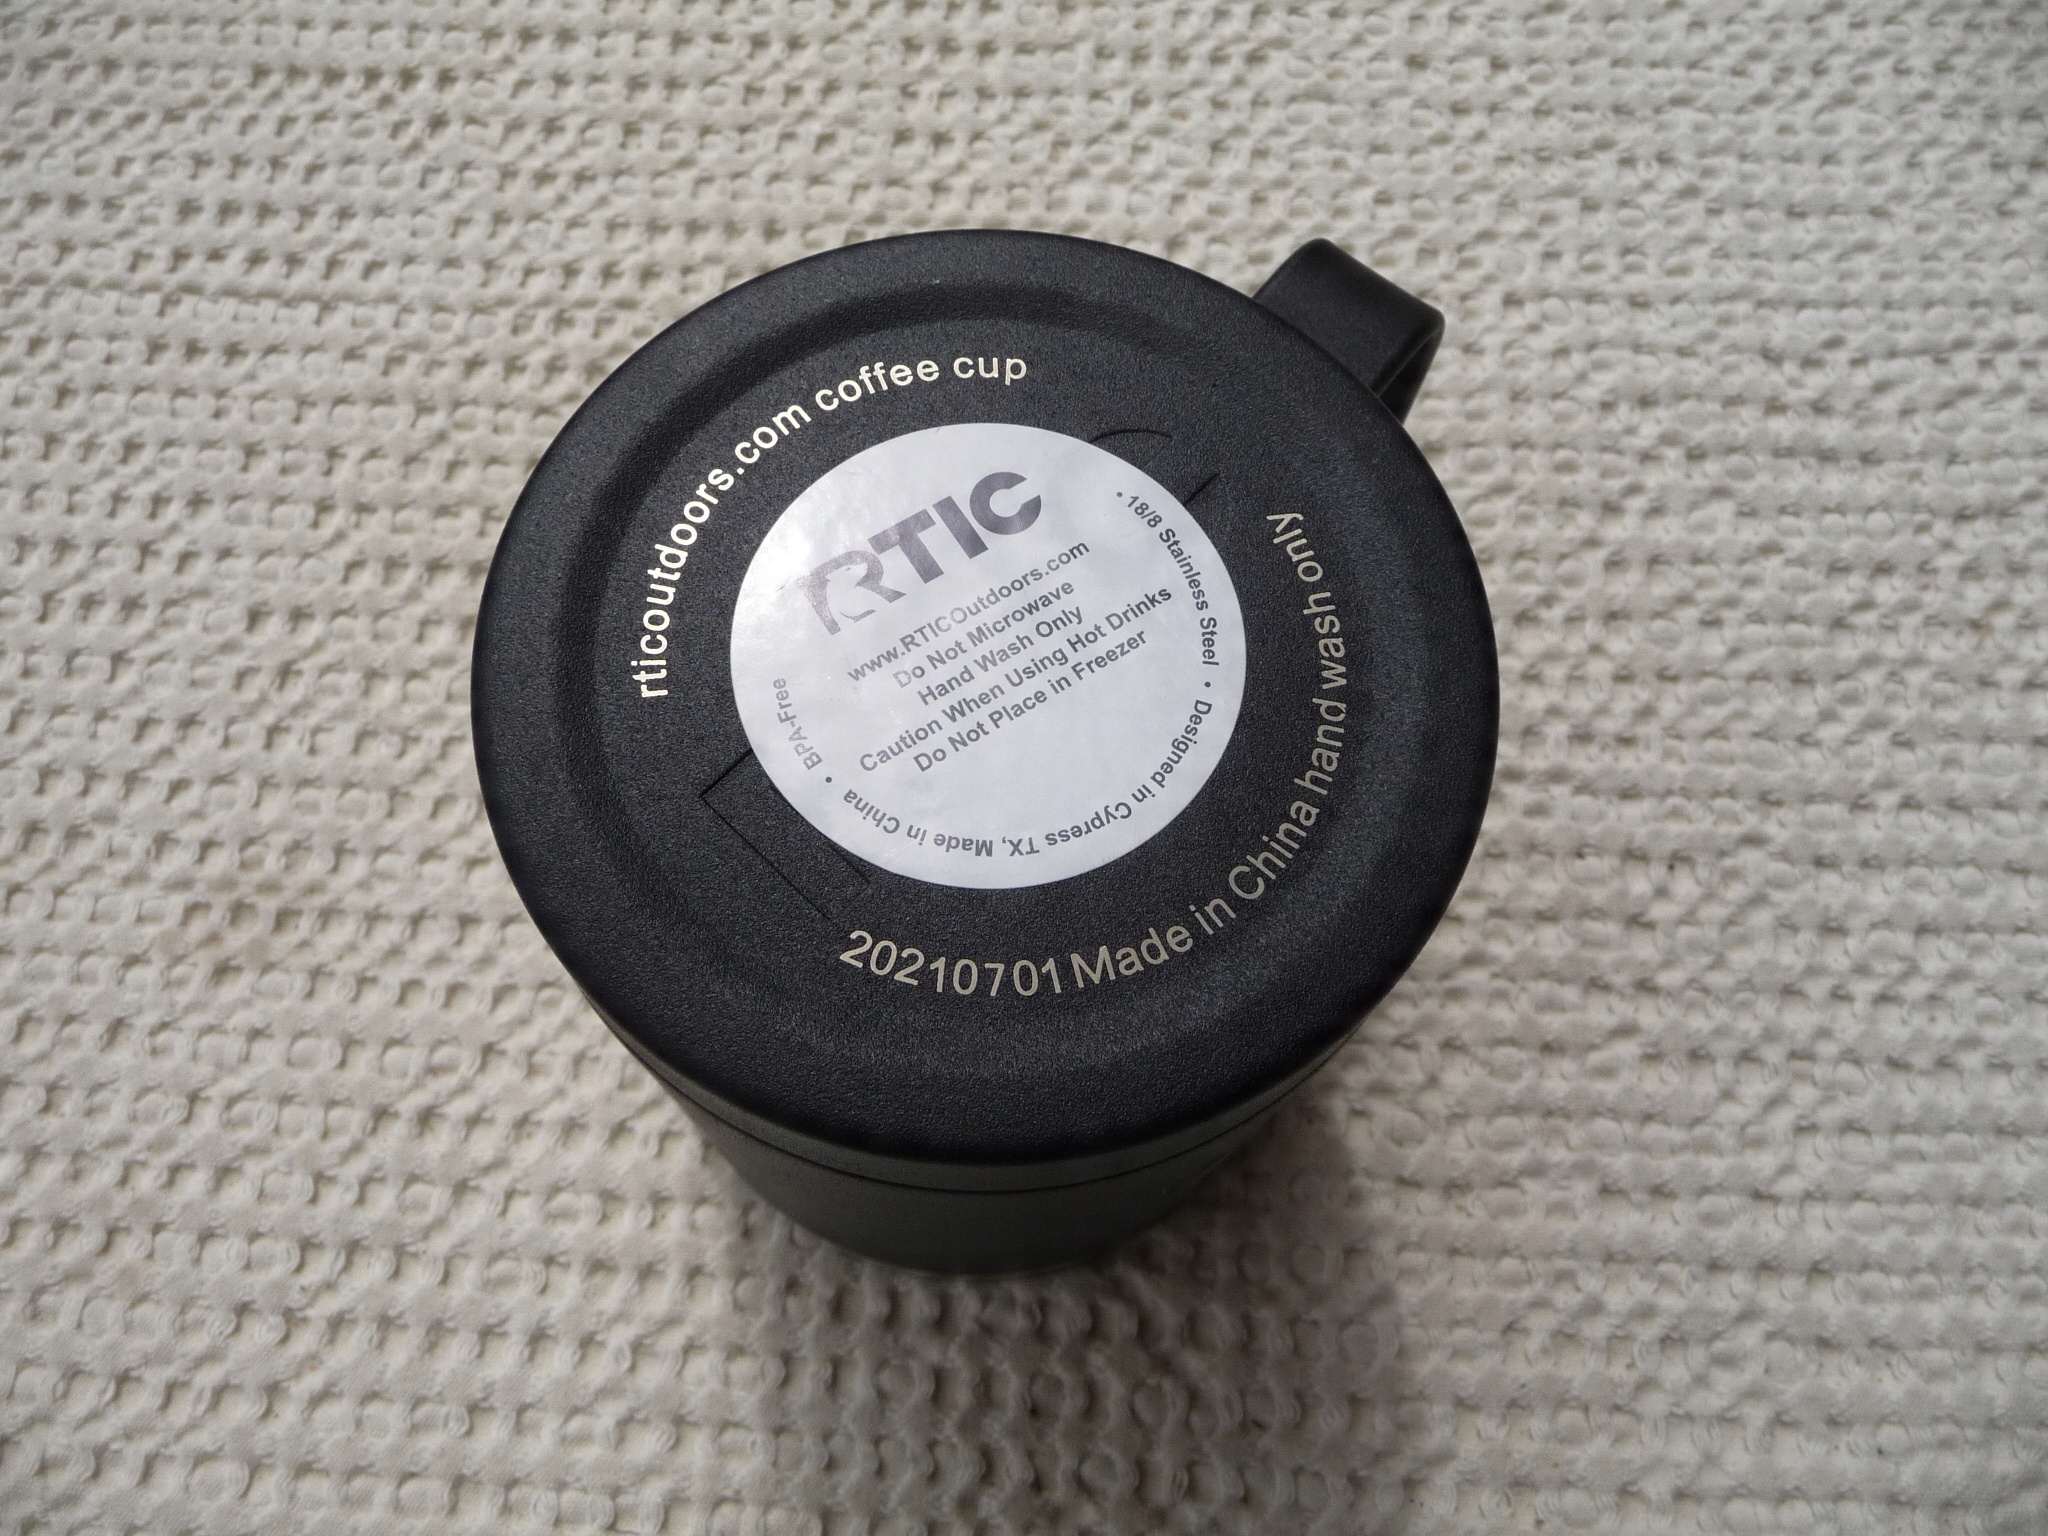 rticoutdoors.com coffee cup
RTIC
www.RTICOutdoors.com
Do Not Microwave
Hand Wash Only
Caution When Using Hot Drinks
Do Not Place in Freezer
• 18/8 Stainless Steel • Designed in Cypress TX, Made in China • BPA-Free
20210701 Made in China hand wash only